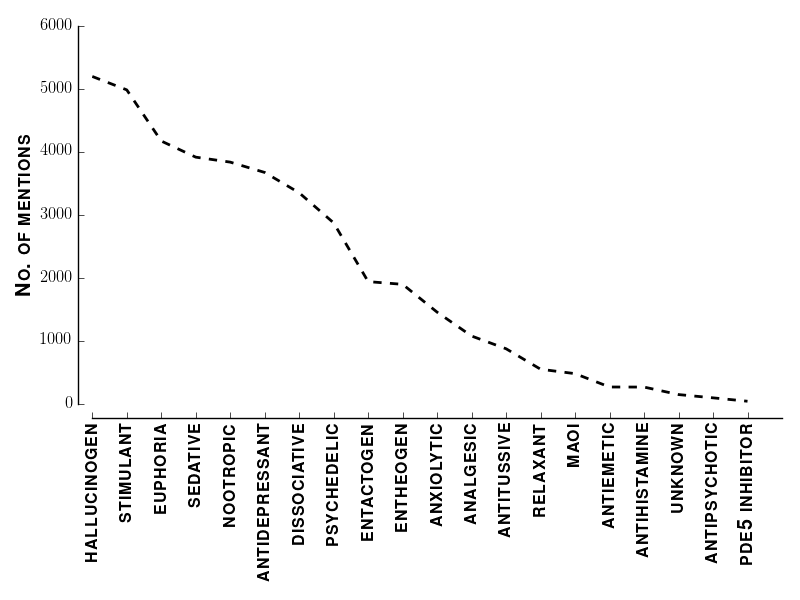 6000
5000
4000
3000
2000
1000
0
No. OF MENTIONS
HALLUCINOGEN
STIMULANT
EUPHORIA
SEDATIVE
NOOTROPIC
ANTIDEPRESSANT
DISSOCIATIVE
PSYCHEDELIC
ENTACTOGEN
ENTHEOGEN
ANXIOLYTIC
ANALGESIC
ANTITUSSIVE
RELAXANT
MAOI
ANTIEMETIC
ANTIHISTAMINE
UNKNOWN
ANTIPSYCHOTIC
PDE5 INHIBITOR